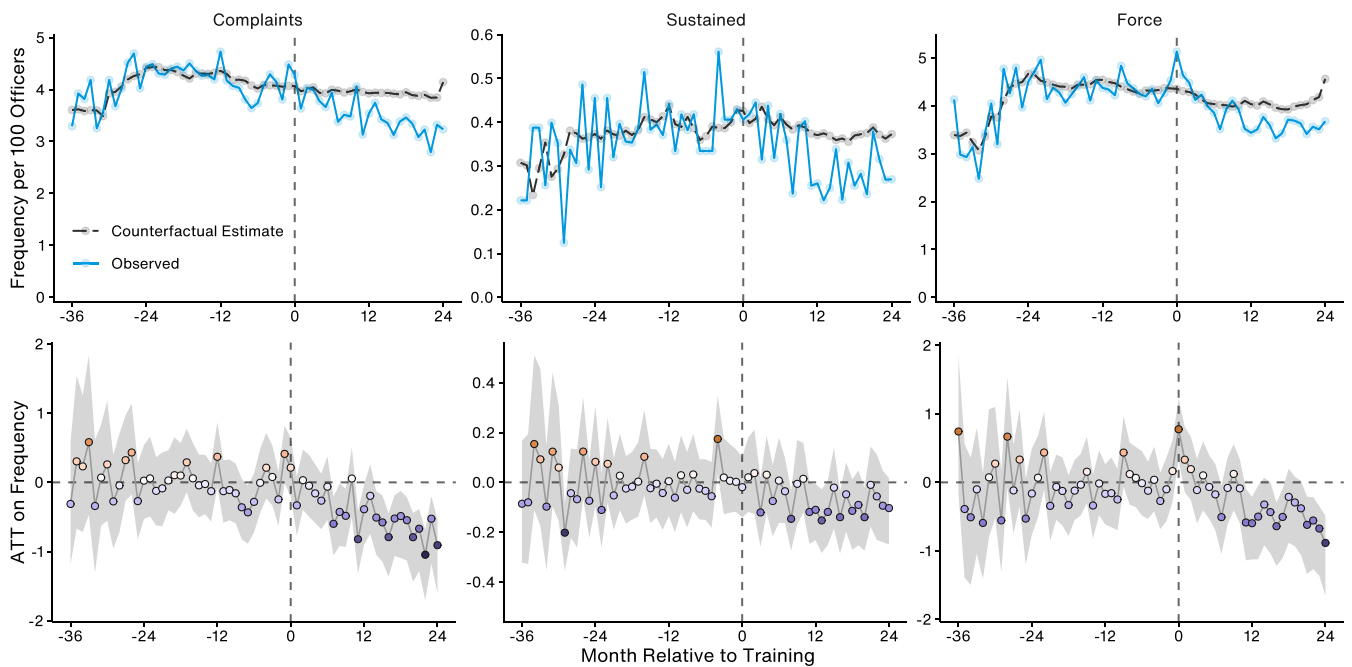 Complaints
Sustained
Force
Frequency per 100 Officers
5
4
3
2
1
0
Counterfactual Estimate
Observed
-36 -24 -12 0 12 24
0.6
0.5
0.4
0.3
0.2
0.1
0.0
-36 -24 -12 0 12 24
5
4
3
2
1
0
-36 -24 -12 0 12 24
ATT on Frequency
2
1
0
-1
-2
-36 -24 -12 0 12 24
0.4
0.2
0.0
-0.2
-0.4
-36 -24 -12 0 12 24
2
1
0
-1
-2
-36 -24 -12 0 12 24
Month Relative to Training